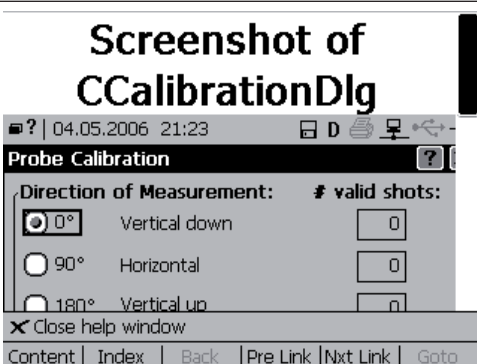 Screenshot of
CCalibrationDlg
? | 04.05.2006 21:23 D
Probe Calibration ?
Direction of Measurement: # valid shots:
0° Vertical down 0
90° Horizontal 0
180° Vertical up 0
Close help window
Content | Index | Back | Pre Link | Nxt Link | Goto